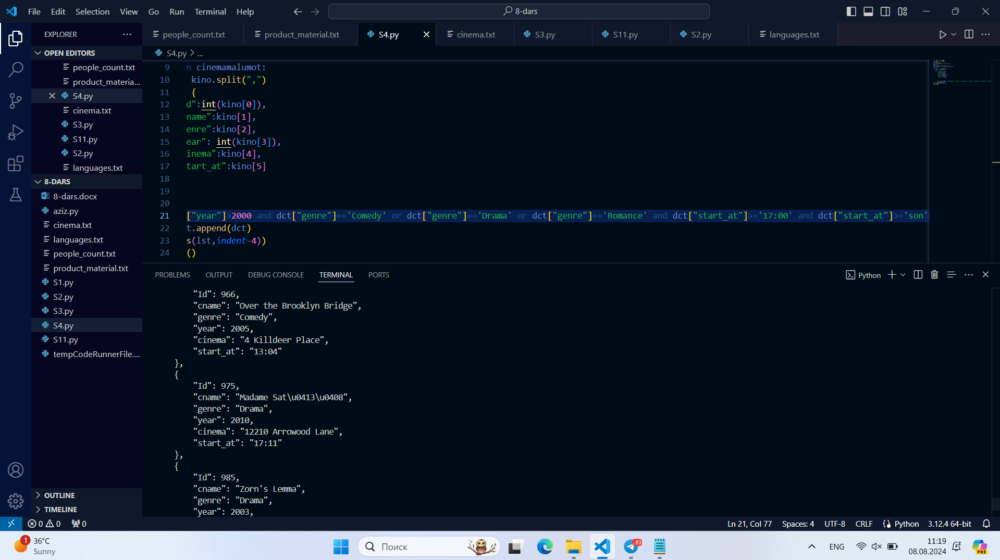 File Edit Selection View Go Run Terminal Help
8-dars
EXPLORER
people_count.txt
product_material.txt
S4.py
cinema.txt
S3.py
S11.py
S2.py
languages.txt
OPEN EDITORS
people_count.txt
product_materia...
S4.py
cinema.txt
S3.py
S11.py
S2.py
languages.txt
8-DARS
8-dars.docx
aziz.py
cinema.txt
languages.txt
people_count.txt
product_material.txt
S1.py
S2.py
S3.py
S4.py
S11.py
tempCodeRunnerFile....
OUTLINE
TIMELINE
S4.py > ...
9 n cinemamalumot:
10 kino.split(",")
11 {
12 d":int(kino[0]),
13 name":kino[1],
14 enre":kino[2],
15 ear": int(kino[3]),
16 inema":kino[4],
17 tart_at":kino[5]
18
19
20
21 ["year"]>2000 and dct["genre"]=='Comedy' or dct["genre"]=='Drama' or dct["genre"]=='Romance' and dct["start_at"]>='17:00' and dct["start_at"]>='son'
22 t.append(dct)
23 s(lst,indent=4))
24 ()
PROBLEMS OUTPUT DEBUG CONSOLE TERMINAL PORTS
Python
"Id": 966,
"cname": "Over the Brooklyn Bridge",
"genre": "Comedy",
"year": 2005,
"cinema": "4 Killdeer Place",
"start_at": "13:04"
},
{
"Id": 975,
"cname": "Madame Sat\u0413\u0408",
"genre": "Drama",
"year": 2010,
"cinema": "12210 Arrowood Lane",
"start_at": "17:11"
},
{
"Id": 985,
"cname": "Zorn's Lemma",
"genre": "Drama",
"year": 2003,
0 0 0
Ln 21, Col 77 Spaces: 4 UTF-8 CRLF Python 3.12.4 64-bit
1
36°C
Sunny
Поиск
83
ENG
11:19
08.08.2024
PRE